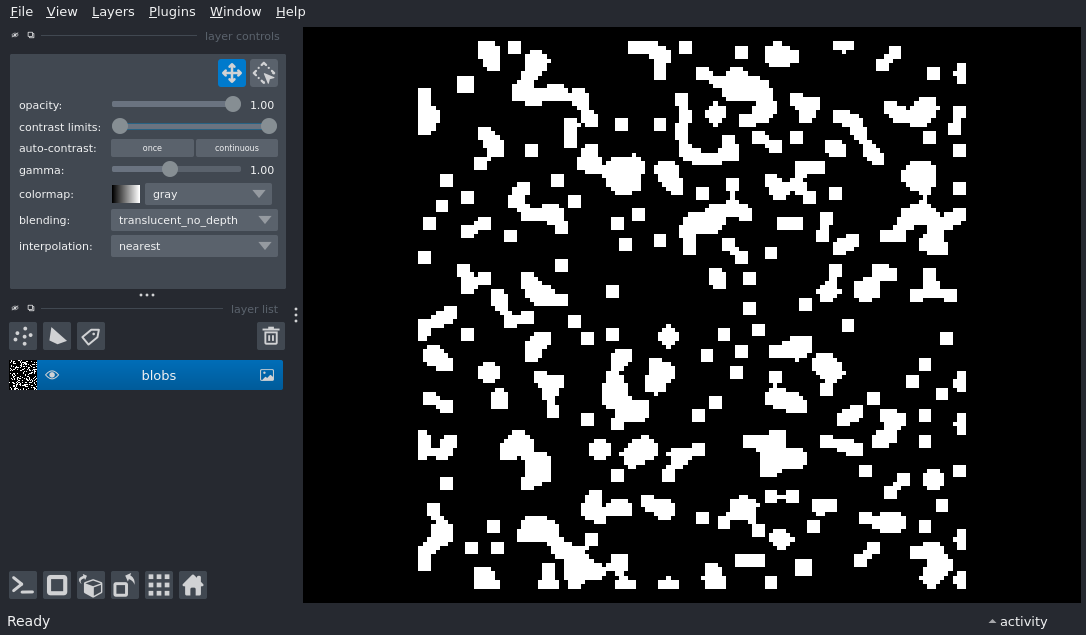 File View Layers Plugins Window Help
layer controls
opacity: 1.00
contrast limits:
auto-contrast: once continuous
gamma: 1.00
colormap: gray
blending: translucent_no_depth
interpolation: nearest
layer list
blobs
Ready activity